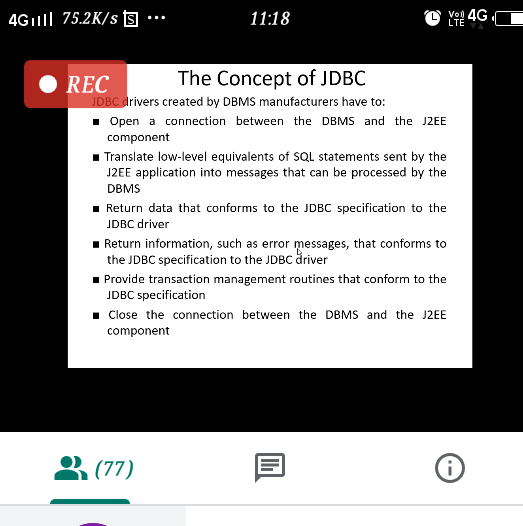 4G 75.2K/s S ... 11:18 VoI) LTE 4G
REC
The Concept of JDBC
JDBC drivers created by DBMS manufacturers have to:
■ Open a connection between the DBMS and the J2EE
component
■ Translate low-level equivalents of SQL statements sent by the
J2EE application into messages that can be processed by the
DBMS
■ Return data that conforms to the JDBC specification to the
JDBC driver
■ Return information, such as error messages, that conforms to
the JDBC specification to the JDBC driver
■ Provide transaction management routines that conform to the
JDBC specification
■ Close the connection between the DBMS and the J2EE
component
(77)